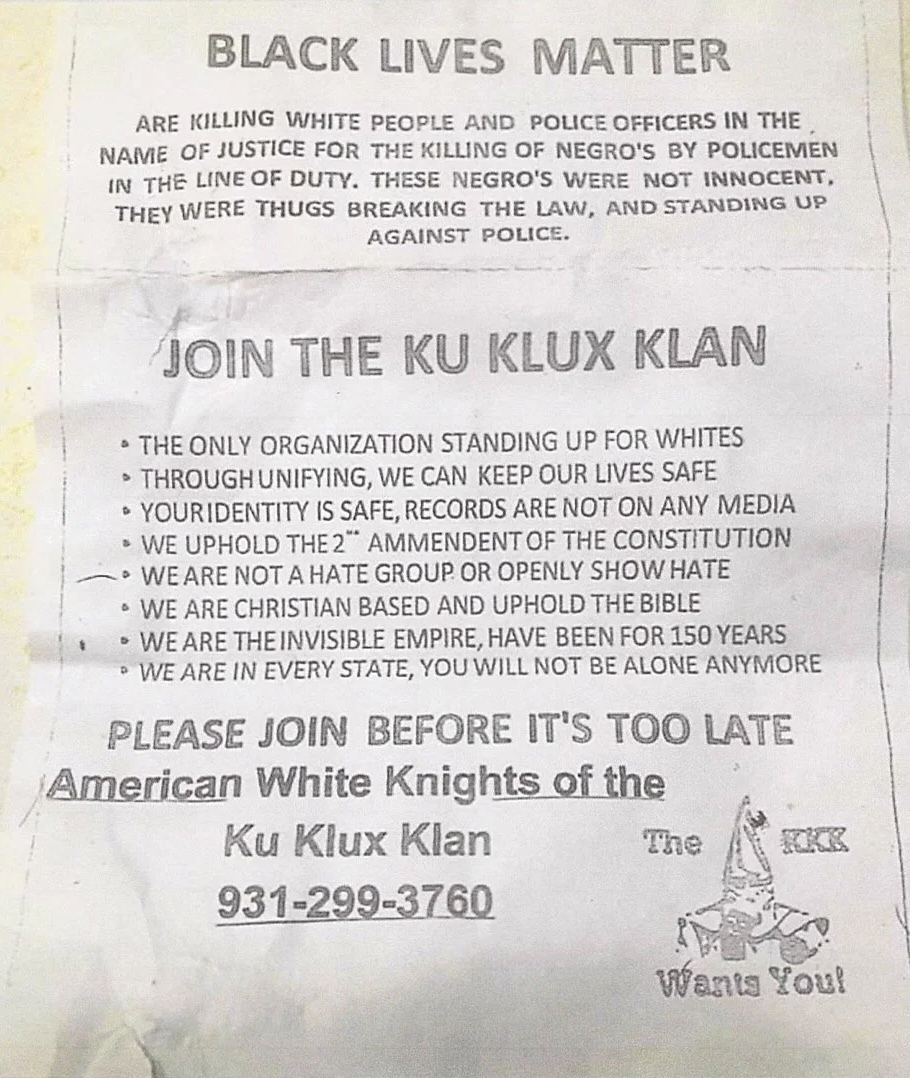 BLACK LIVES MATTER
ARE KILLING WHITE PEOPLE AND POLICE OFFICERS IN THE
NAME OF JUSTICE FOR THE KILLING OF NEGRO'S BY POLICEMEN
IN THE LINE OF DUTY. THESE NEGRO'S WERE NOT INNOCENT,
THEY WERE THUGS BREAKING THE LAW, AND STANDING UP
AGAINST POLICE.
JOIN THE KU KLUX KLAN
• THE ONLY ORGANIZATION STANDING UP FOR WHITES
• THROUGH UNIFYING, WE CAN KEEP OUR LIVES SAFE
• YOUR IDENTITY IS SAFE, RECORDS ARE NOT ON ANY MEDIA
• WE UPHOLD THE 2ᴺᴰ AMMENDENT OF THE CONSTITUTION
• WE ARE NOT A HATE GROUP OR OPENLY SHOW HATE
• WE ARE CHRISTIAN BASED AND UPHOLD THE BIBLE
• WE ARE THE INVISIBLE EMPIRE, HAVE BEEN FOR 150 YEARS
• WE ARE IN EVERY STATE, YOU WILL NOT BE ALONE ANYMORE
PLEASE JOIN BEFORE IT'S TOO LATE
American White Knights of the
Ku Klux Klan
931-299-3760
The KKK
Wants You!